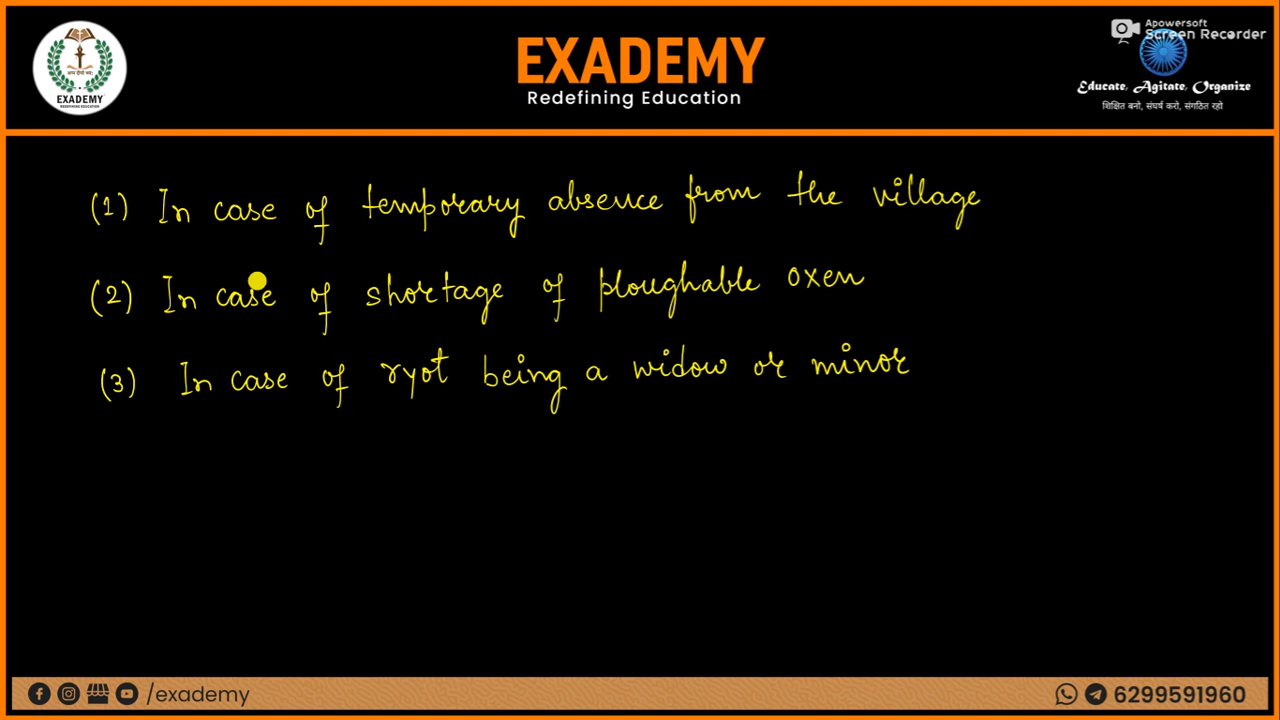 EXADEMY
Redefining Education
EXADEMY
REDEFINING EDUCATION
Apowersoft
Screen Recorder
Educate, Agitate, Organize
शिक्षित बनो, संघर्ष करो, संगठित रहो
(1) In case of temporary absence from the village
(2) In case of shortage of ploughable oxen
(3) In case of ryot being a widow or minor
/exademy
6299591960